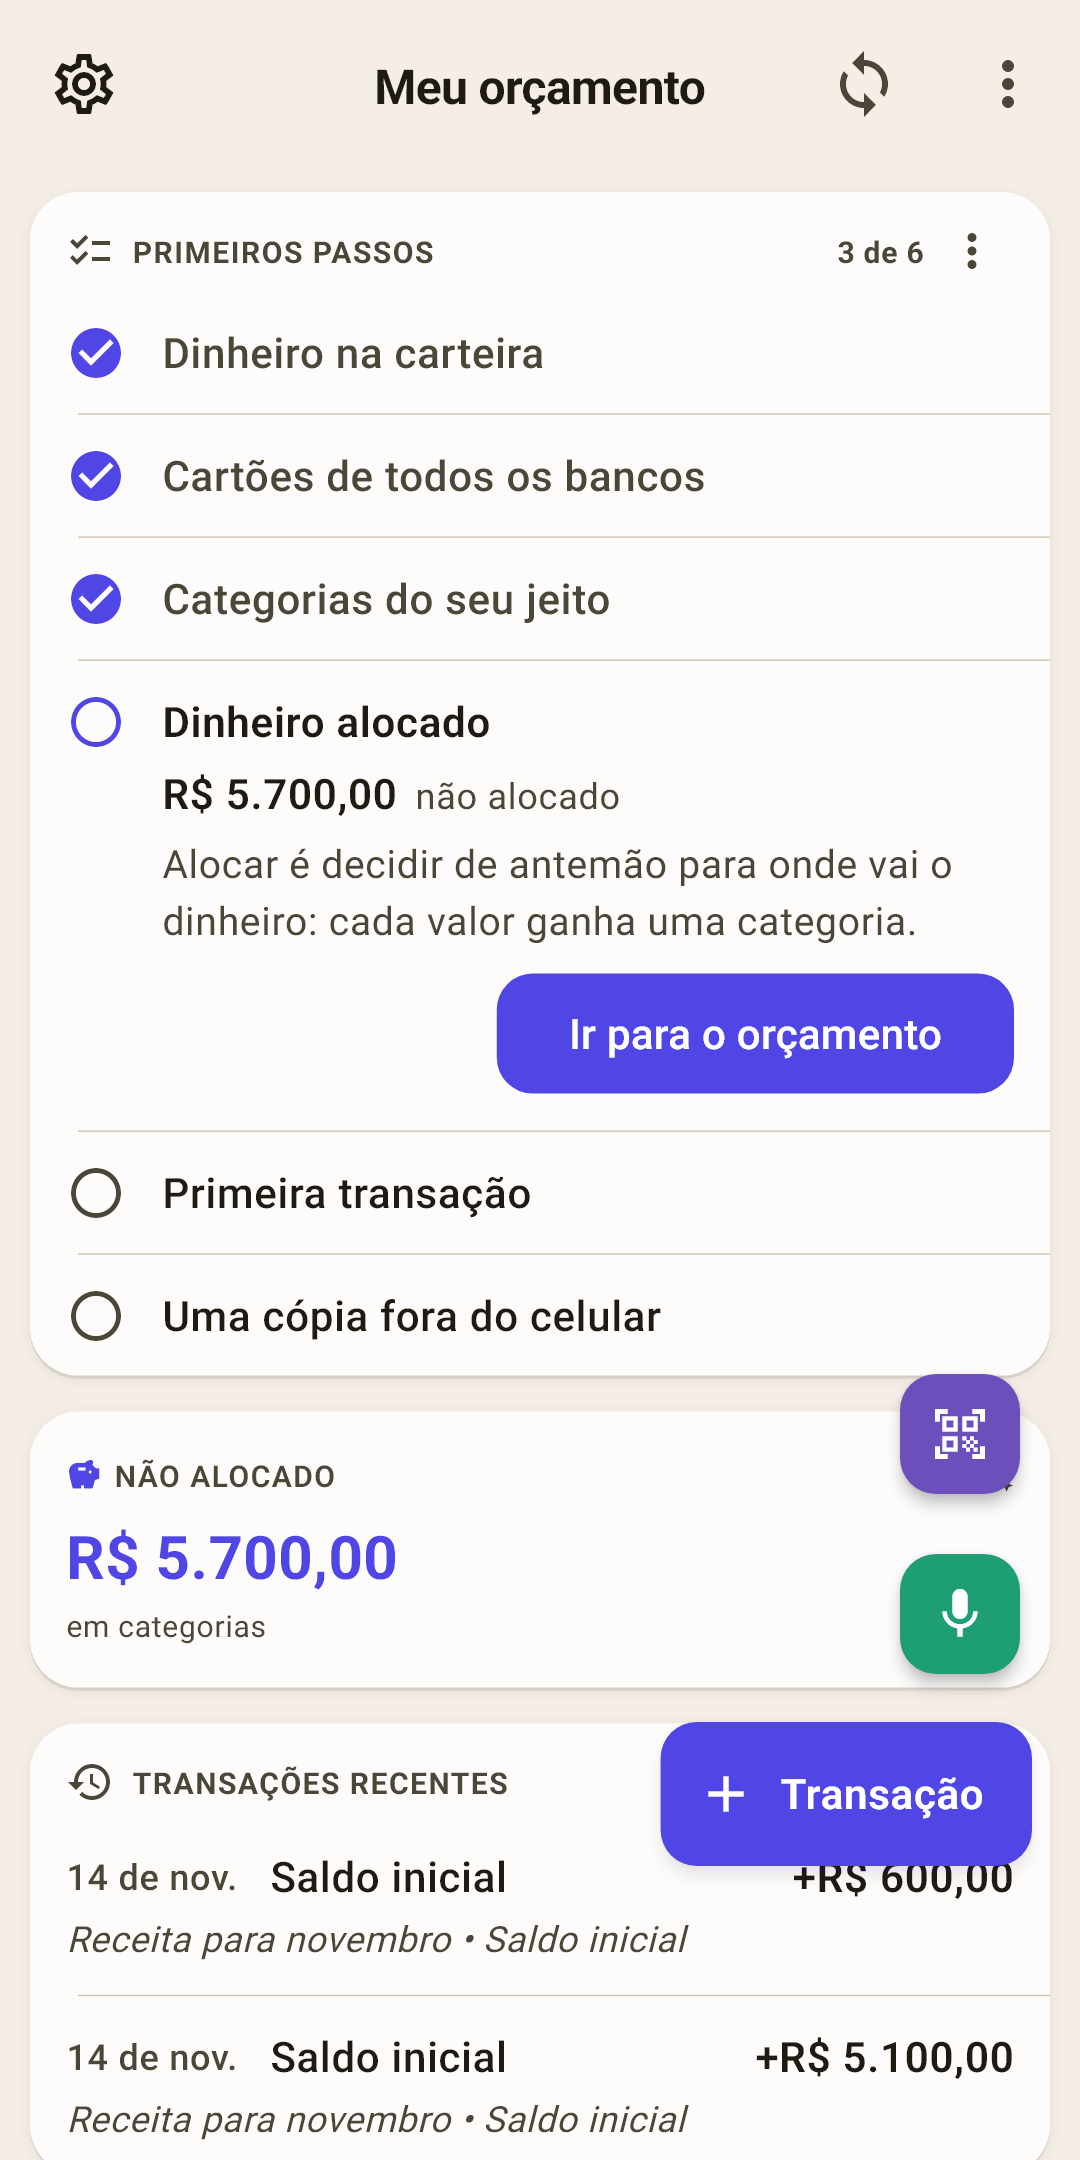 Meu orçamento
PRIMEIROS PASSOS
3 de 6
Dinheiro na carteira
Cartões de todos os bancos
Categorias do seu jeito
Dinheiro alocado
R$ 5.700,00 não alocado
Alocar é decidir de antemão para onde vai o
dinheiro: cada valor ganha uma categoria.
Ir para o orçamento
Primeira transação
Uma cópia fora do celular
NÃO ALOCADO
R$ 5.700,00
em categorias
TRANSAÇÕES RECENTES
+ Transação
14 de nov. Saldo inicial +R$ 600,00
Receita para novembro • Saldo inicial
14 de nov. Saldo inicial +R$ 5.100,00
Receita para novembro • Saldo inicial